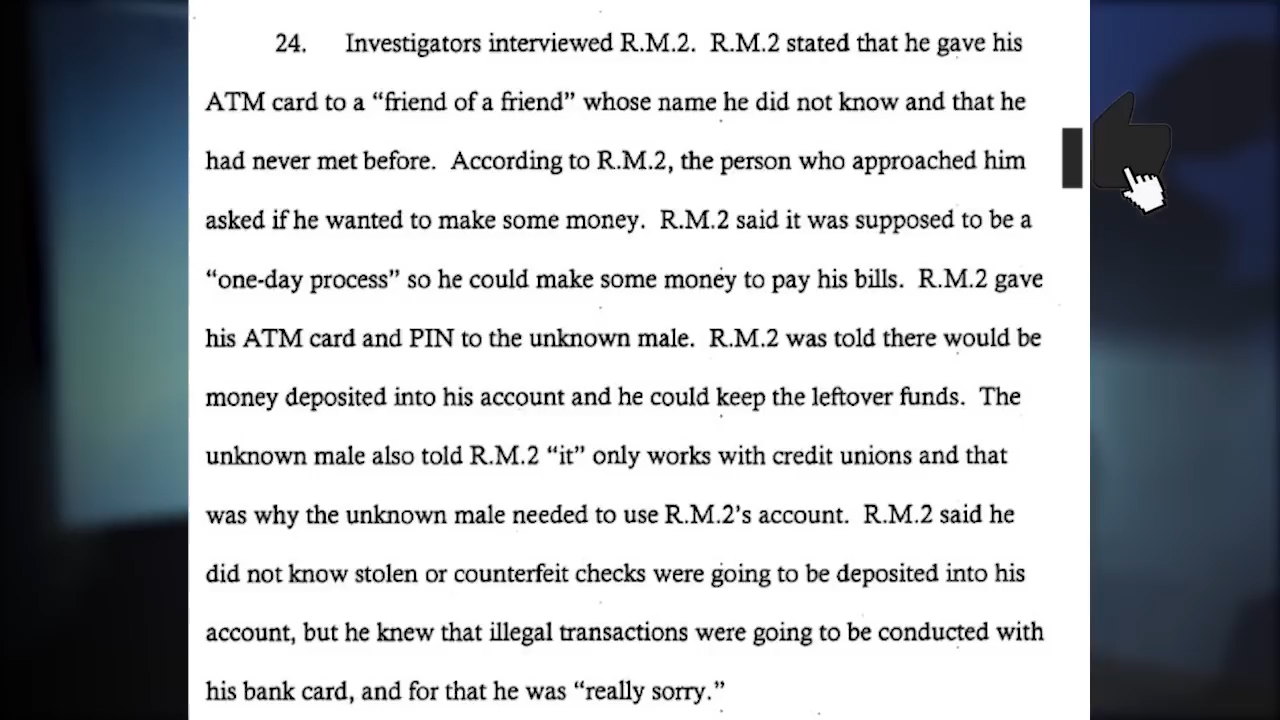 24. Investigators interviewed R.M.2. R.M.2 stated that he gave his
ATM card to a “friend of a friend” whose name he did not know and that he
had never met before. According to R.M.2, the person who approached him
asked if he wanted to make some money. R.M.2 said it was supposed to be a
“one-day process” so he could make some money to pay his bills. R.M.2 gave
his ATM card and PIN to the unknown male. R.M.2 was told there would be
money deposited into his account and he could keep the leftover funds. The
unknown male also told R.M.2 “it” only works with credit unions and that
was why the unknown male needed to use R.M.2’s account. R.M.2 said he
did not know stolen or counterfeit checks were going to be deposited into his
account, but he knew that illegal transactions were going to be conducted with
his bank card, and for that he was “really sorry.”